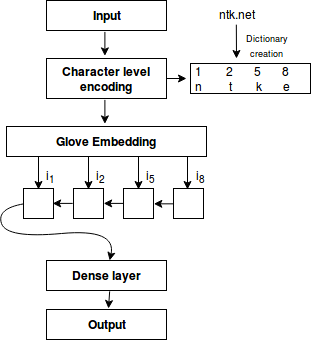 Input
ntk.net
Dictionary
creation
Character level
encoding
1 2 5 8
n t k e
Glove Embedding
i1 i2 i5 i8
Dense layer
Output